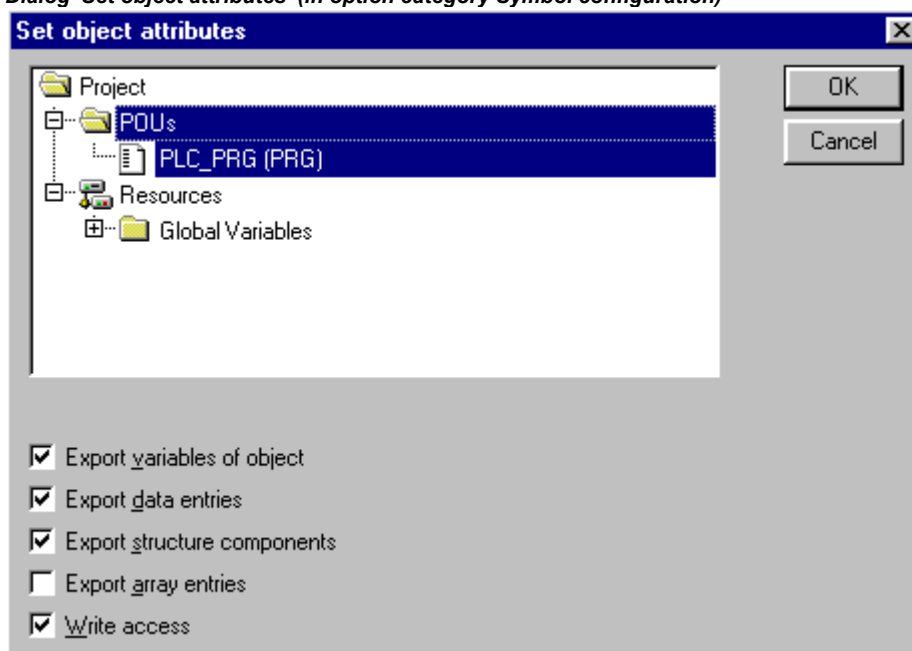 Dialog 'Set object attributes' (in option category Symbol configuration)
Set object attributes
Project
OK
POUs
Cancel
PLC_PRG (PRG)
Resources
Global Variables
Export variables of object
Export data entries
Export structure components
Export array entries
Write access